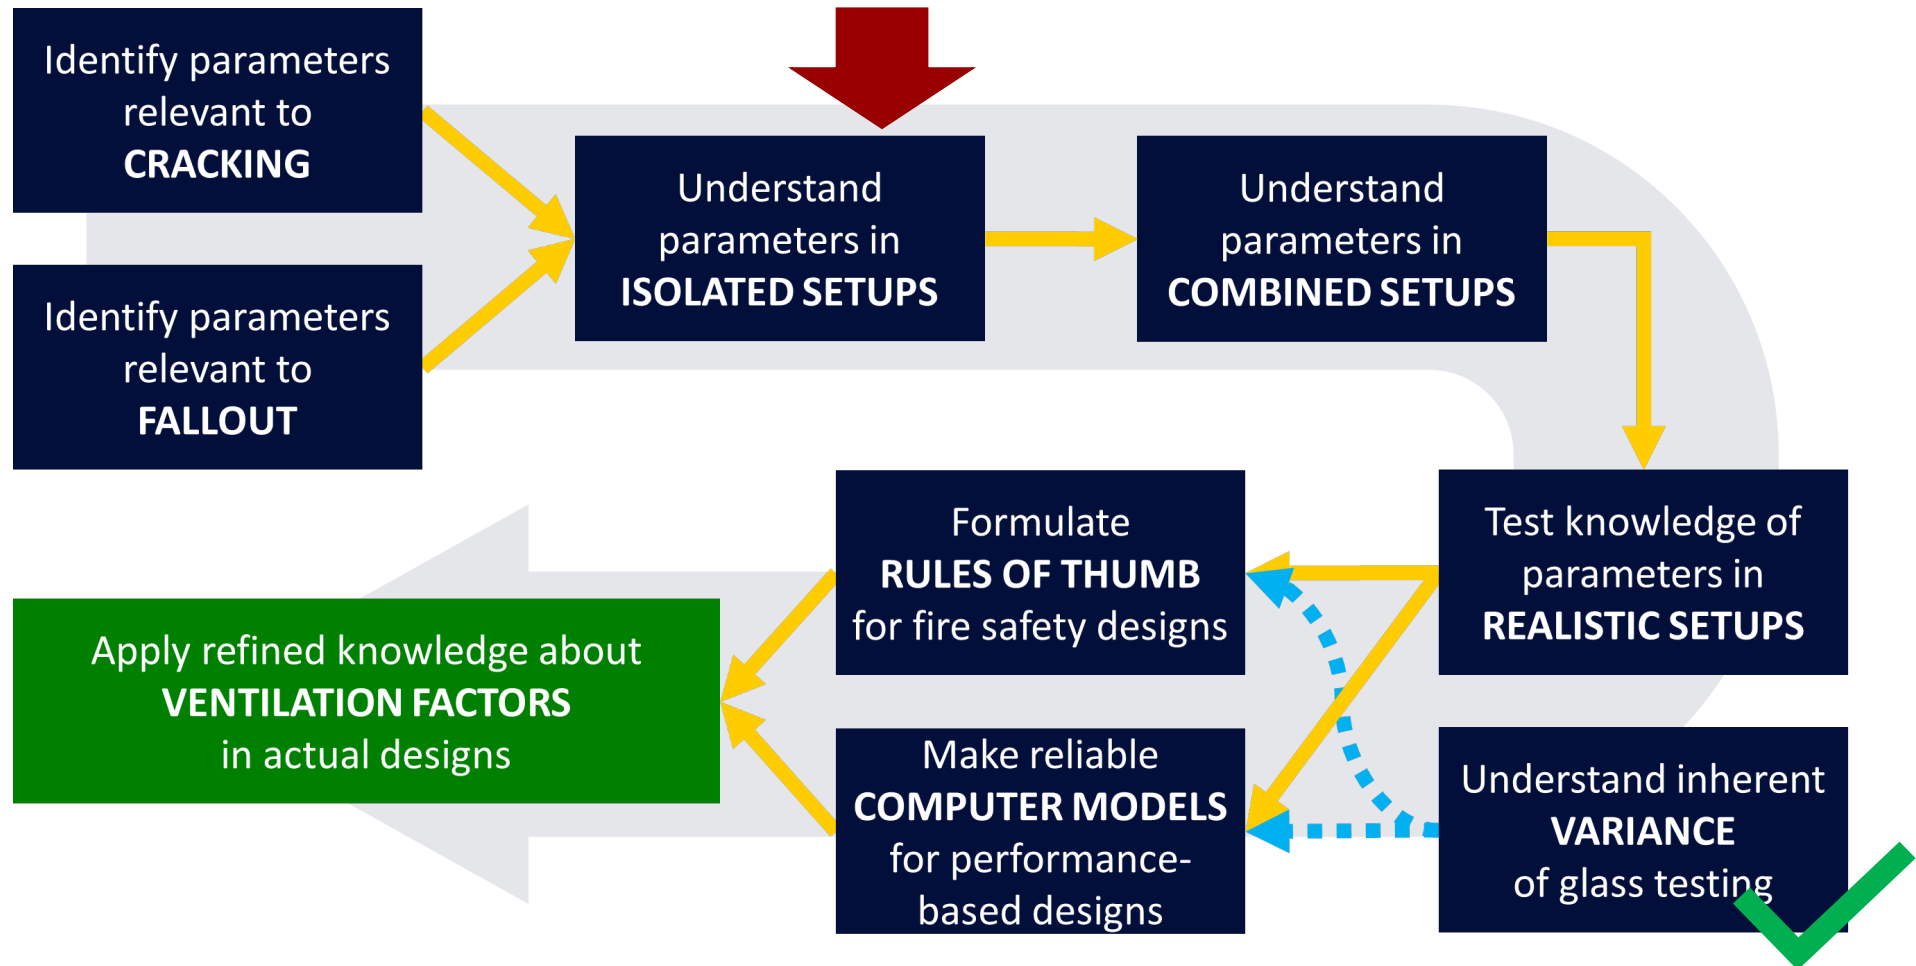 Identify parameters
relevant to
CRACKING
Identify parameters
relevant to
FALLOUT
Understand
parameters in
ISOLATED SETUPS
Understand
parameters in
COMBINED SETUPS
Test knowledge of
parameters in
REALISTIC SETUPS
Understand inherent
VARIANCE
of glass testing
Formulate
RULES OF THUMB
for fire safety designs
Make reliable
COMPUTER MODELS
for performance-
based designs
Apply refined knowledge about
VENTILATION FACTORS
in actual designs